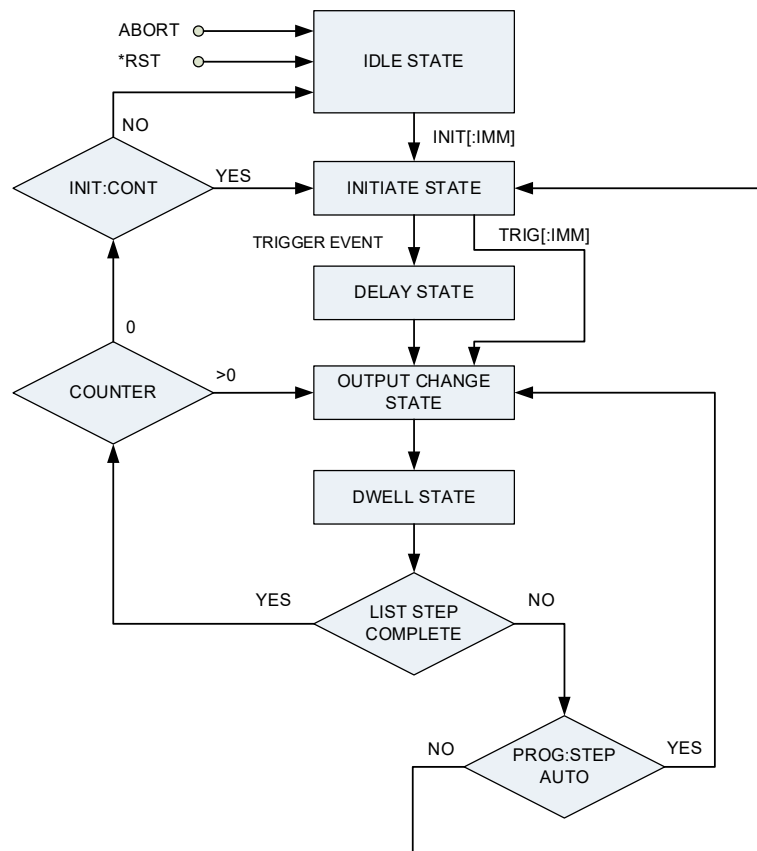 ABORT
*RST
IDLE STATE
NO
INIT[:IMM]
INIT:CONT
YES
INITIATE STATE
TRIGGER EVENT
TRIG[:IMM]
DELAY STATE
0
COUNTER
>0
OUTPUT CHANGE
STATE
DWELL STATE
YES
LIST STEP
COMPLETE
NO
NO
PROG:STEP
AUTO
YES